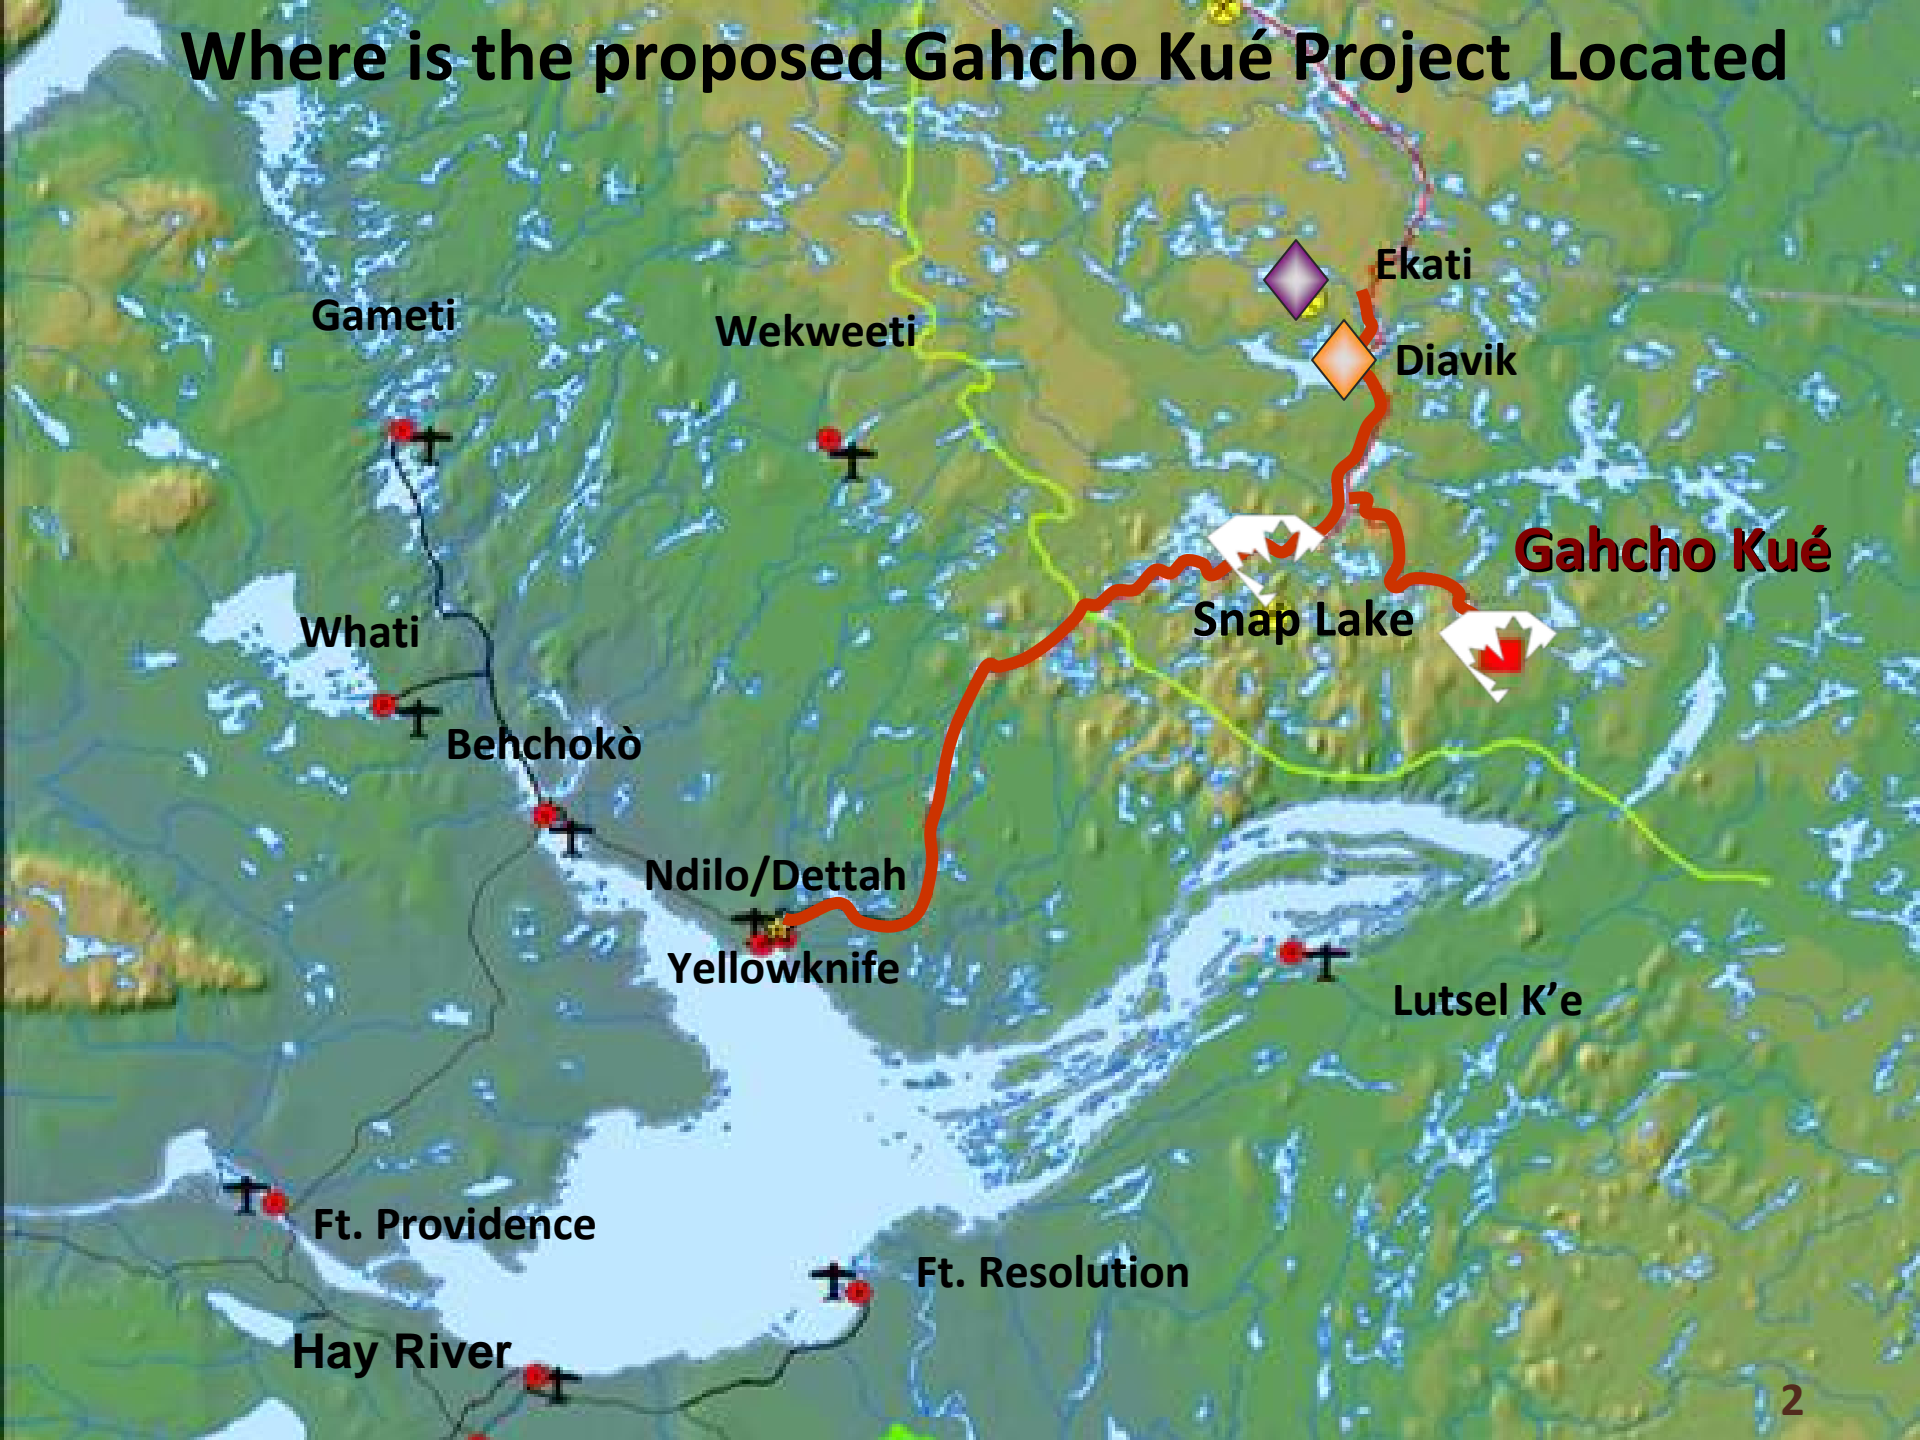 Where is the proposed Gahcho Kué Project Located
Ekati
Gameti
Wekweeti
Diavik
Gahcho Kué
Snap Lake
Whati
Behchokò
Ndilo/Dettah
Yellowknife
Lutsel K’e
Ft. Providence
Ft. Resolution
Hay River
2